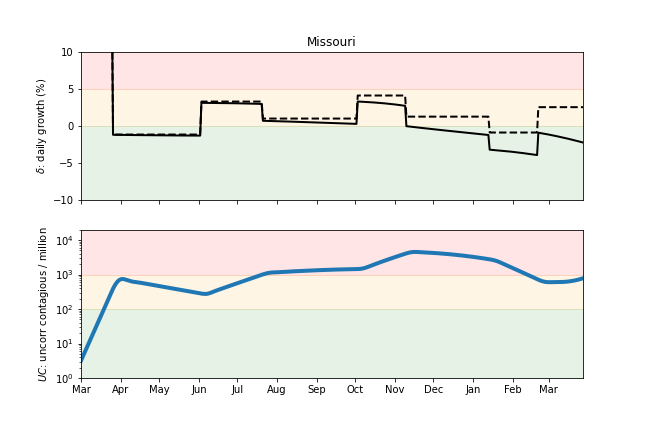 Missouri
δ: daily growth (%)
10
5
0
−5
−10
UC: uncorr contagious / million
10⁴
10³
10²
10¹
10⁰
Mar Apr May Jun Jul Aug Sep Oct Nov Dec Jan Feb Mar